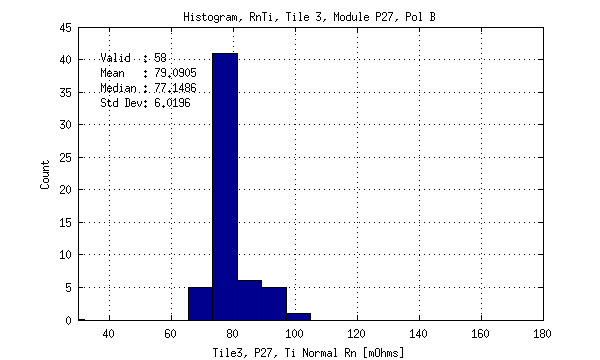 Histogram, RnTi, Tile 3, Module P27, Pol B
45
40
35
30
25
20
15
10
5
0
Count
Valid : 58
Mean : 79.0905
Median : 77.1486
Std Dev: 6.0196
40 60 80 100 120 140 160 180
Tile3, P27, Ti Normal Rn [mOhms]